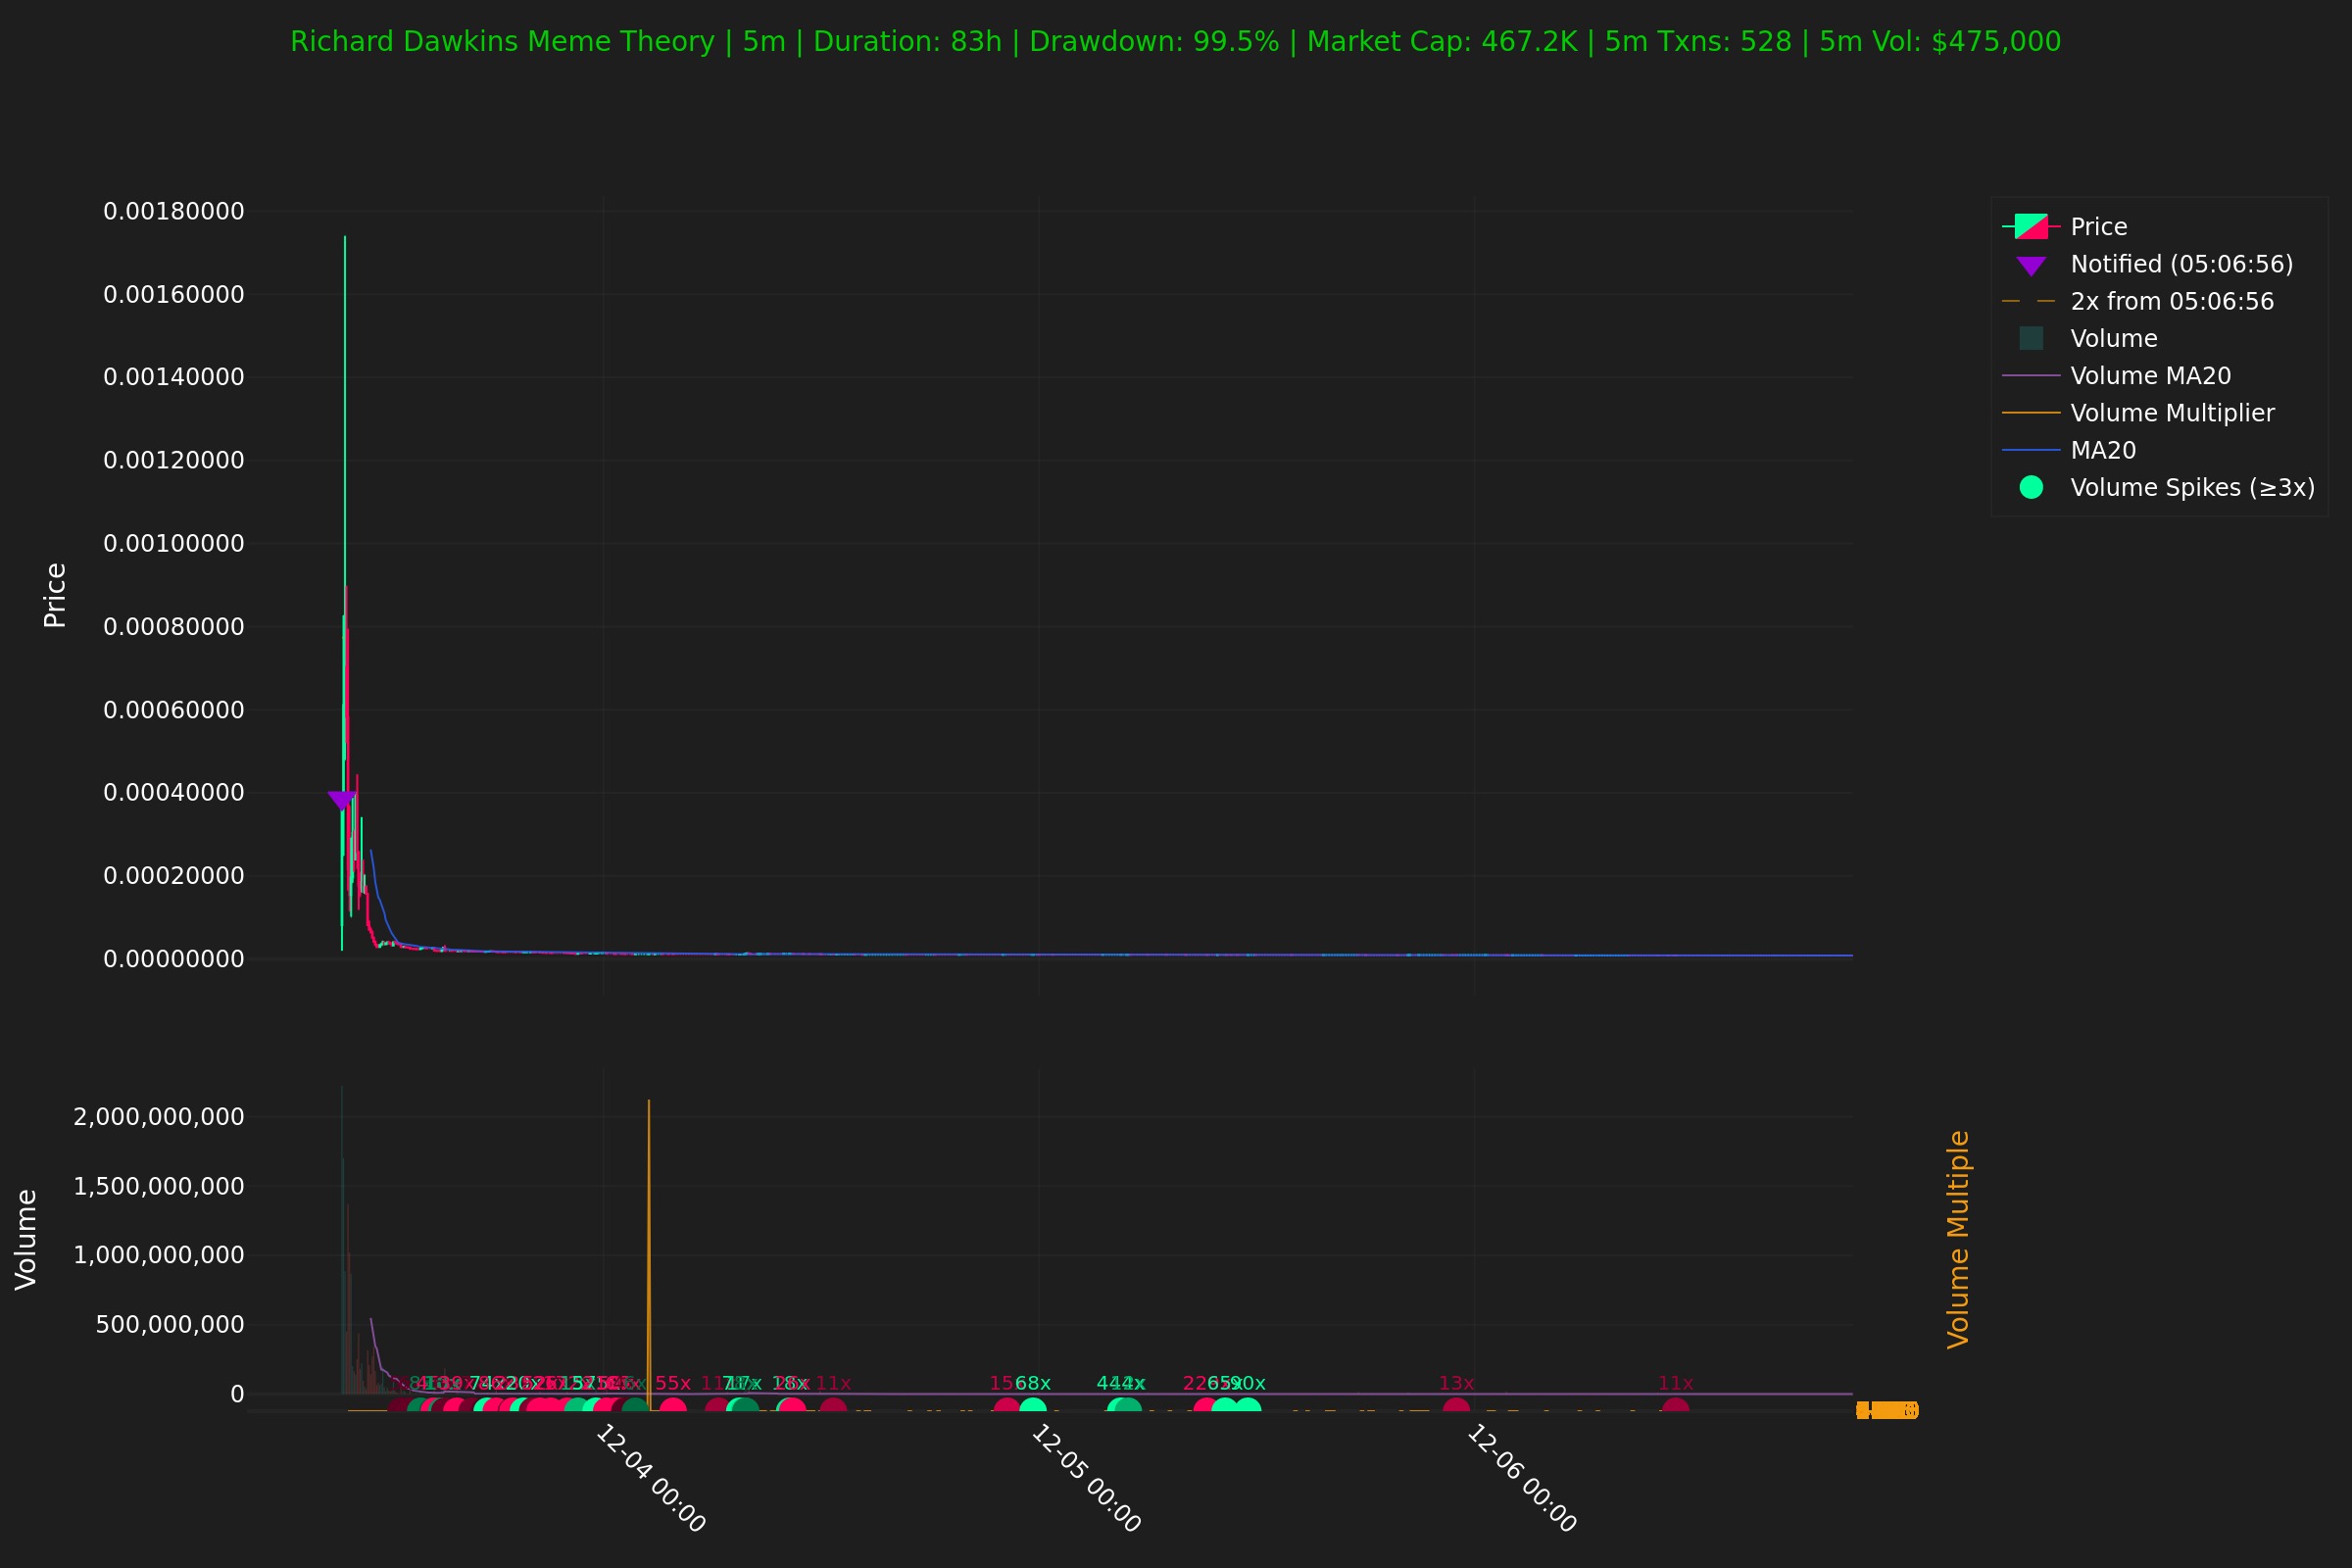 Richard Dawkins Meme Theory | 5m | Duration: 83h | Drawdown: 99.5% | Market Cap: 467.2K | 5m Txns: 528 | 5m Vol: $475,000
Price
0.00180000
0.00160000
0.00140000
0.00120000
0.00100000
0.00080000
0.00060000
0.00040000
0.00020000
0.00000000
Price
Notified (05:06:56)
2x from 05:06:56
Volume
Volume MA20
Volume Multiplier
MA20
Volume Spikes (≥3x)
Volume
2,000,000,000
1,500,000,000
1,000,000,000
500,000,000
0
74x 20x 55x 17x 18x 11x 68x 13x 11x
Volume Multiple
12-04 00:00
12-05 00:00
12-06 00:00